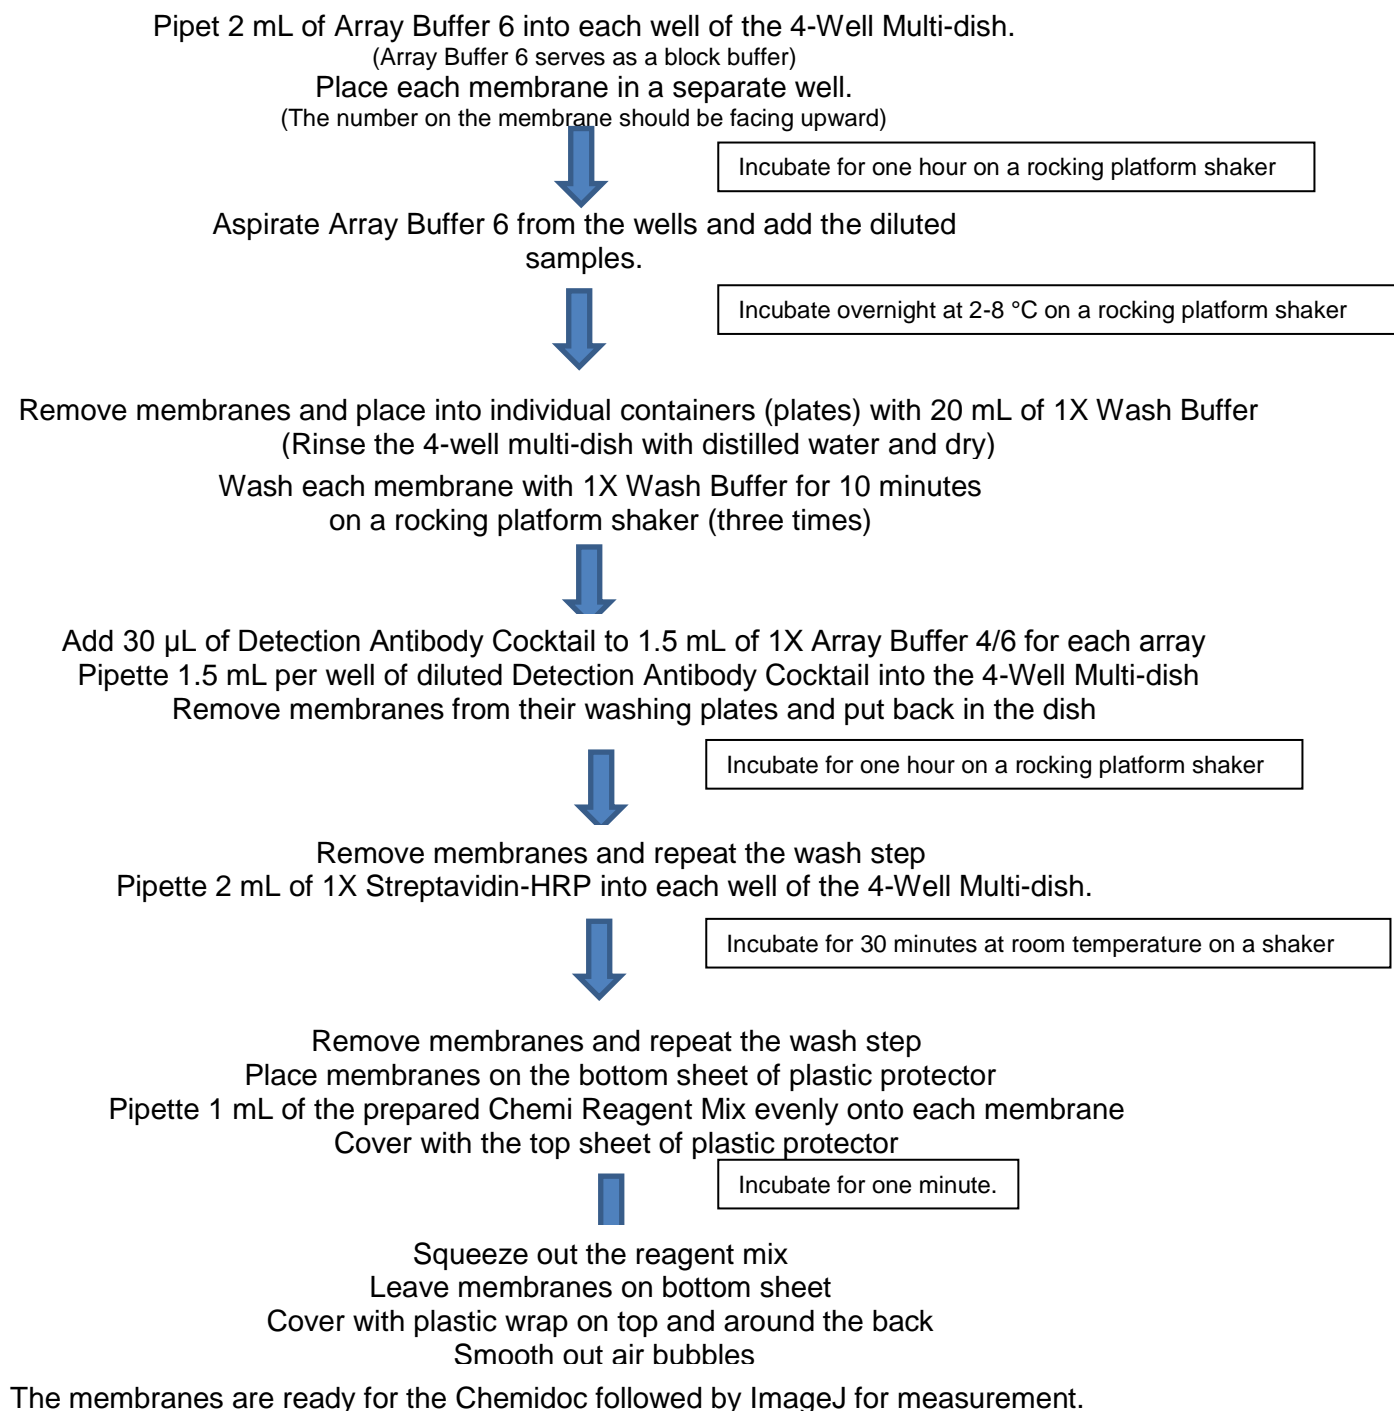 Pipet 2 mL of Array Buffer 6 into each well of the 4-Well Multi-dish.
(Array Buffer 6 serves as a block buffer)
Place each membrane in a separate well.
(The number on the membrane should be facing upward)
Incubate for one hour on a rocking platform shaker
Aspirate Array Buffer 6 from the wells and add the diluted
samples.
Incubate overnight at 2-8 °C on a rocking platform shaker
Remove membranes and place into individual containers (plates) with 20 mL of 1X Wash Buffer
(Rinse the 4-well multi-dish with distilled water and dry)
Wash each membrane with 1X Wash Buffer for 10 minutes
on a rocking platform shaker (three times)
Add 30 µL of Detection Antibody Cocktail to 1.5 mL of 1X Array Buffer 4/6 for each array
Pipette 1.5 mL per well of diluted Detection Antibody Cocktail into the 4-Well Multi-dish
Remove membranes from their washing plates and put back in the dish
Incubate for one hour on a rocking platform shaker
Remove membranes and repeat the wash step
Pipette 2 mL of 1X Streptavidin-HRP into each well of the 4-Well Multi-dish.
Incubate for 30 minutes at room temperature on a shaker
Remove membranes and repeat the wash step
Place membranes on the bottom sheet of plastic protector
Pipette 1 mL of the prepared Chemi Reagent Mix evenly onto each membrane
Cover with the top sheet of plastic protector
Incubate for one minute.
Squeeze out the reagent mix
Leave membranes on bottom sheet
Cover with plastic wrap on top and around the back
Smooth out air bubbles
The membranes are ready for the Chemidoc followed by ImageJ for measurement.